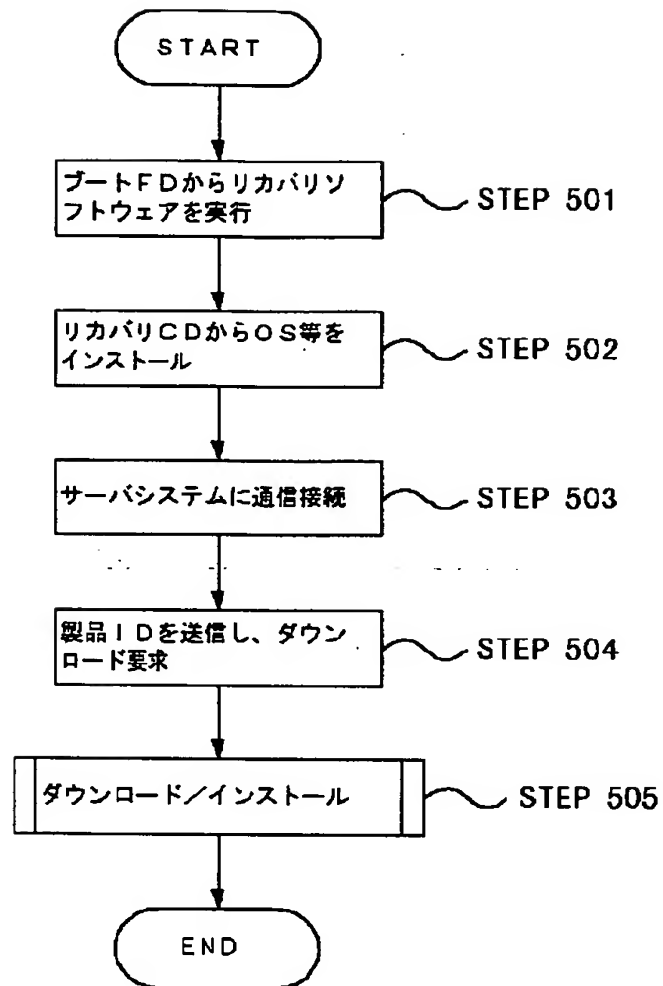 START
ブートＦＤからリカバリソ
フトウェアを実行
STEP 501
リカバリＣＤからＯＳ等を
インストール
STEP 502
サーバシステムに通信接続
STEP 503
製品ＩＤを送信し、ダウン
ロード要求
STEP 504
ダウンロード／インストール
STEP 505
END